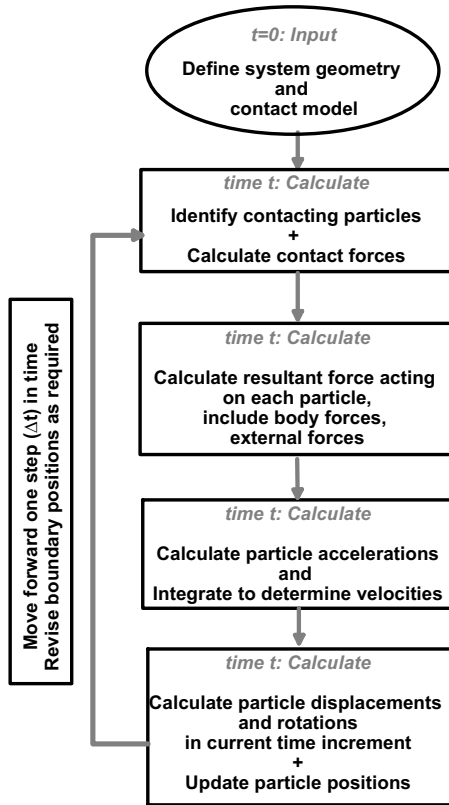 t=0: Input
Define system geometry
and
contact model
time t: Calculate
Identify contacting particles
+
Calculate contact forces
time t: Calculate
Calculate resultant force acting
on each particle,
include body forces,
external forces
time t: Calculate
Calculate particle accelerations
and
Integrate to determine velocities
time t: Calculate
Calculate particle displacements
and rotations
in current time increment
+
Update particle positions
Move forward one step (Δt) in time
Revise boundary positions as required